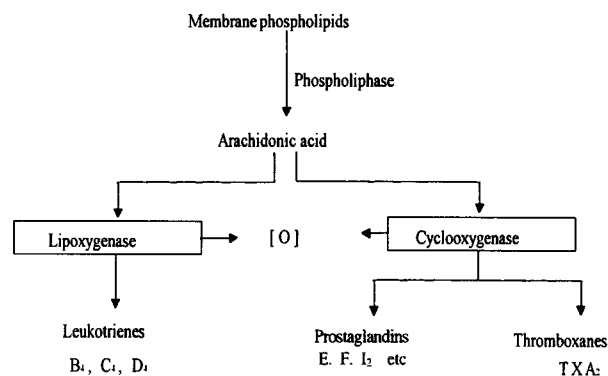 Membrane phospholipids
Phospholiphase
Arachidonic acid
Lipoxygenase
[O]
Cyclooxygenase
Leukotrienes
B₄, C₄, D₄
Prostaglandins
E. F. I₂ etc
Thromboxanes
TXA₂